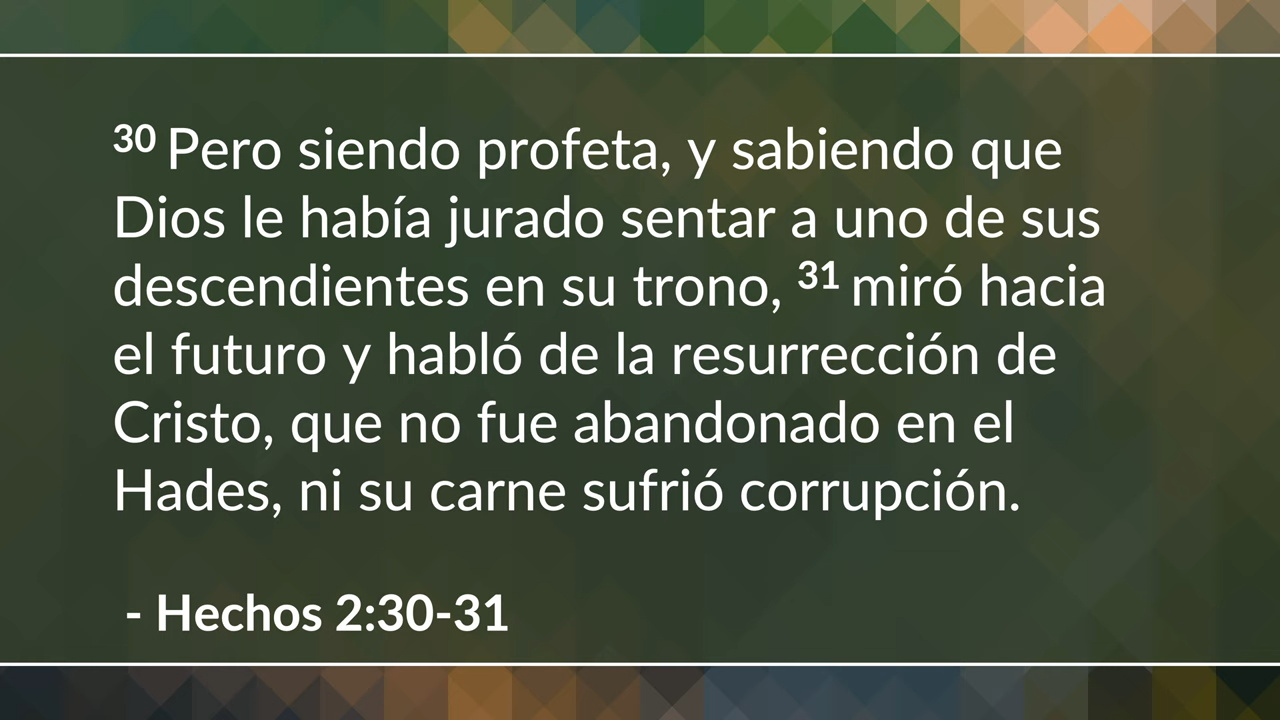 30 Pero siendo profeta, y sabiendo que
Dios le había jurado sentar a uno de sus
descendientes en su trono, 31 miró hacia
el futuro y habló de la resurrección de
Cristo, que no fue abandonado en el
Hades, ni su carne sufrió corrupción.
- Hechos 2:30-31